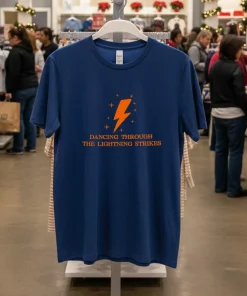 DANCING THROUGH
THE LIGHTNING STRIKES